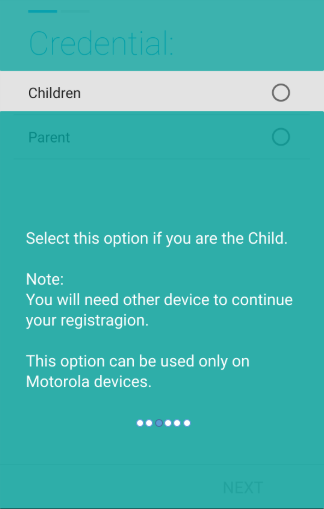 Credential:
Children
Parent
Select this option if you are the Child.
Note:
You will need other device to continue
your registragion.
This option can be used only on
Motorola devices.
NEXT